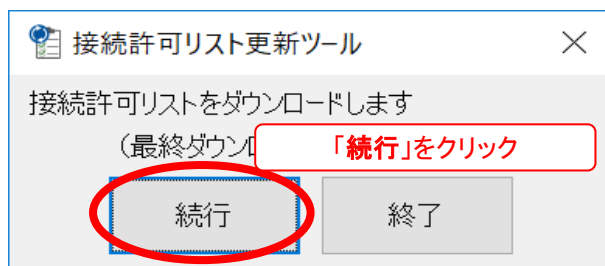 接続許可リスト更新ツール
接続許可リストをダウンロードします
（最終ダウンロ
「続行」をクリック
続行
終了